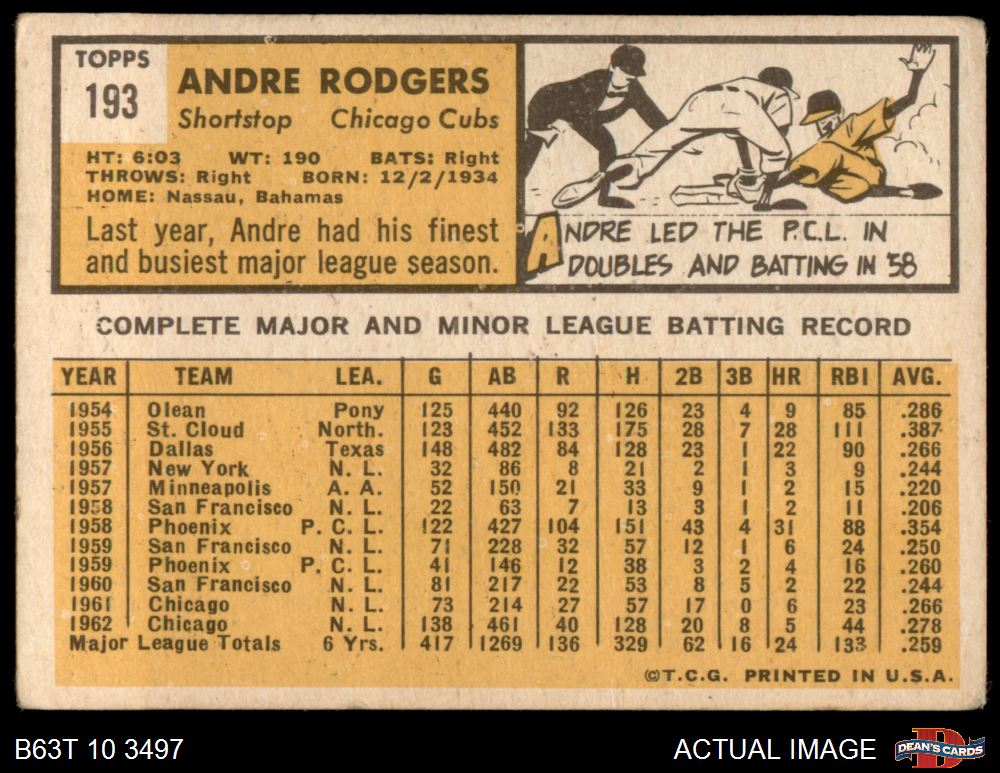 TOPPS
193
ANDRE RODGERS
Shortstop Chicago Cubs
HT: 6:03 WT: 190 BATS: Right
THROWS: Right BORN: 12/2/1934
HOME: Nassau, Bahamas
Last year, Andre had his finest
and busiest major league season.
ANDRE LED THE P.C.L. IN
DOUBLES AND BATTING IN '58
COMPLETE MAJOR AND MINOR LEAGUE BATTING RECORD
YEAR TEAM LEA. G AB R H 2B 3B HR RBI AVG.
1954 Olean Pony 125 440 92 126 23 4 9 85 .286
1955 St. Cloud North. 123 452 133 175 28 7 28 111 .387
1956 Dallas Texas 148 482 84 128 23 1 22 90 .266
1957 New York N. L. 32 86 8 21 2 1 3 9 .244
1957 Minneapolis A. A. 52 150 21 33 9 1 2 15 .220
1958 San Francisco N. L. 22 63 7 13 3 1 2 11 .206
1958 Phoenix P. C. L. 122 427 104 151 43 4 31 88 .354
1959 San Francisco N. L. 71 228 32 57 12 1 6 24 .250
1959 Phoenix P. C. L. 41 146 12 38 3 2 4 16 .260
1960 San Francisco N. L. 81 217 22 53 8 5 2 22 .244
1961 Chicago N. L. 73 214 27 57 17 0 6 23 .266
1962 Chicago N. L. 138 461 40 128 20 8 5 44 .278
Major League Totals 6 Yrs. 417 1269 136 329 62 16 24 133 .259
©T.C.G. PRINTED IN U.S.A.
B63T 10 3497
ACTUAL IMAGE
D
DEAN'S CARDS